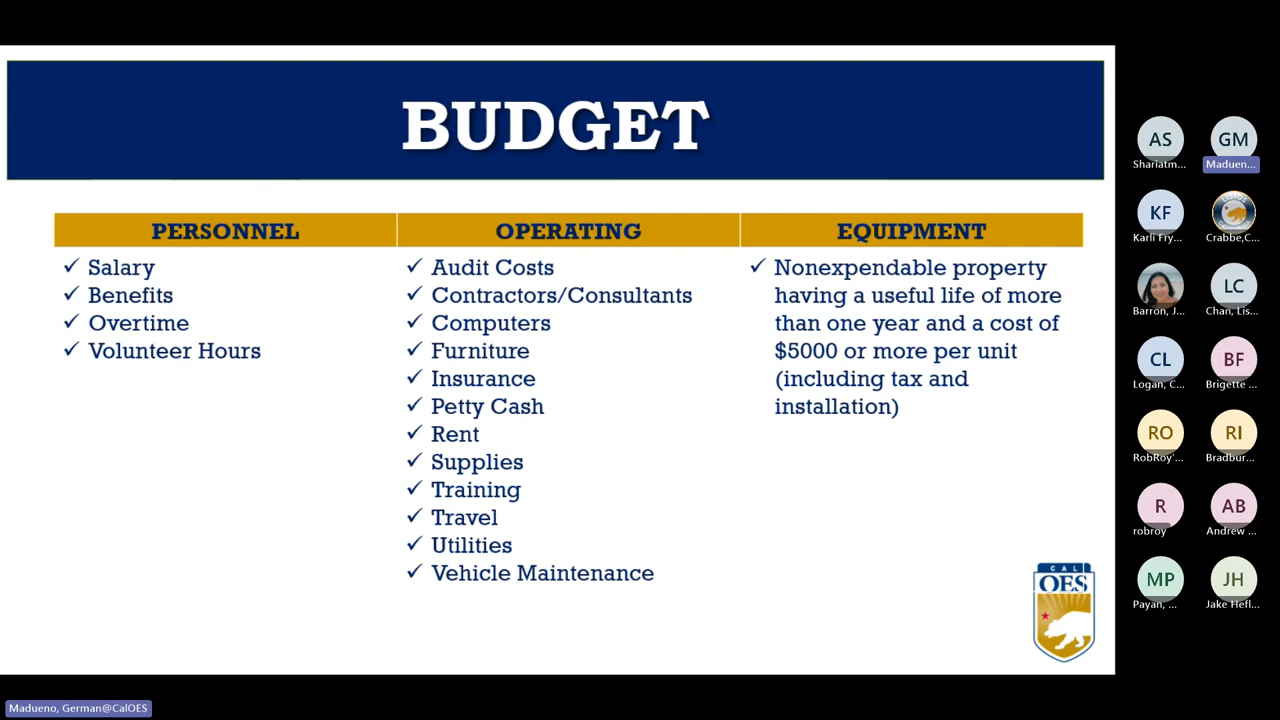 BUDGET
PERSONNEL
Salary
Benefits
Overtime
Volunteer Hours
OPERATING
Audit Costs
Contractors/Consultants
Computers
Furniture
Insurance
Petty Cash
Rent
Supplies
Training
Travel
Utilities
Vehicle Maintenance
EQUIPMENT
Nonexpendable property
having a useful life of more
than one year and a cost of
$5000 or more per unit
(including tax and
installation)
CAL
OES
AS
Shariatm...
GM
Maduen...
KF
Karli Fry...
Crabbe,C...
Barron, J...
LC
Chan, Lis...
CL
Logan, C...
BF
Brigette ...
RO
RobRoy'...
RI
Bradbur...
R
robroy
AB
Andrew ...
MP
Payan, ...
JH
Jake Hefl...
Madueno, German@CalOES